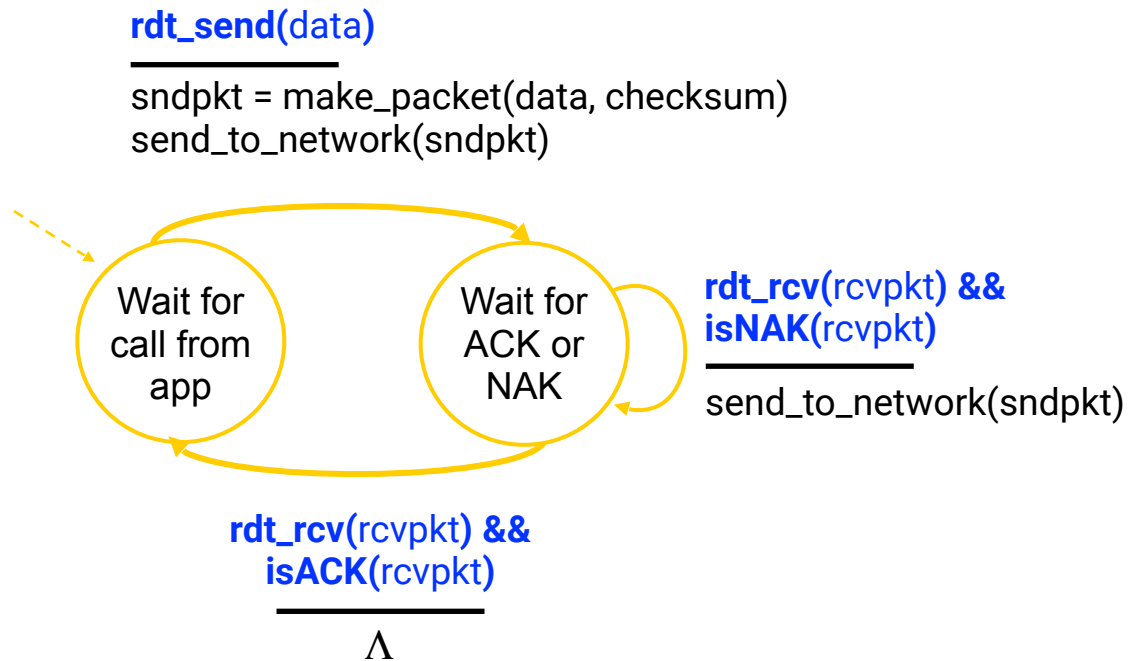 rdt_send(data)
sndpkt = make_packet(data, checksum)
send_to_network(sndpkt)
Wait for
call from
app
Wait for
ACK or
NAK
rdt_rcv(rcvpkt) &&
isNAK(rcvpkt)
send_to_network(sndpkt)
rdt_rcv(rcvpkt) &&
isACK(rcvpkt)
Λ